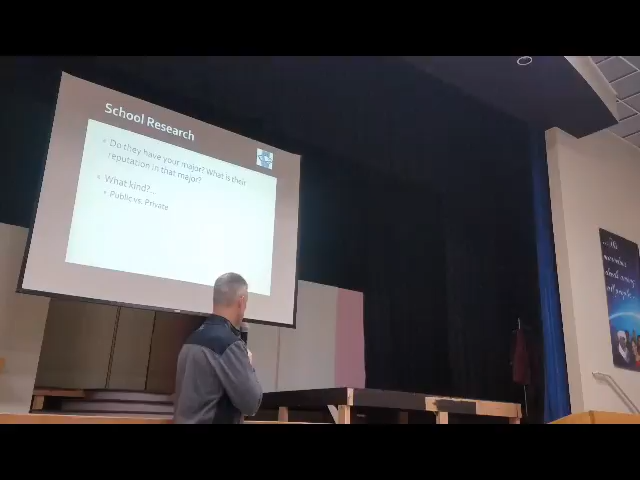 School Research
Do they have your major? What is their
reputation in that major?
What kind?...
Public vs. Private